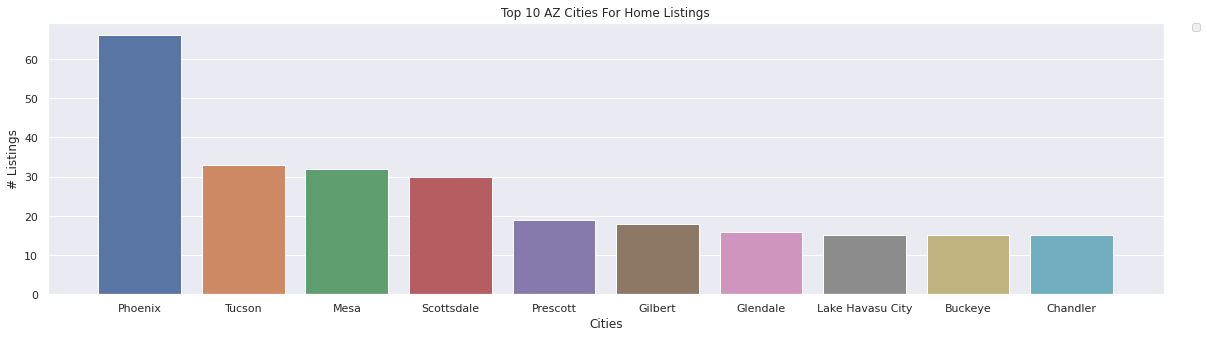 Top 10 AZ Cities For Home Listings
# Listings
60
50
40
30
20
10
0
Phoenix Tucson Mesa Scottsdale Prescott Gilbert Glendale Lake Havasu City Buckeye Chandler
Cities